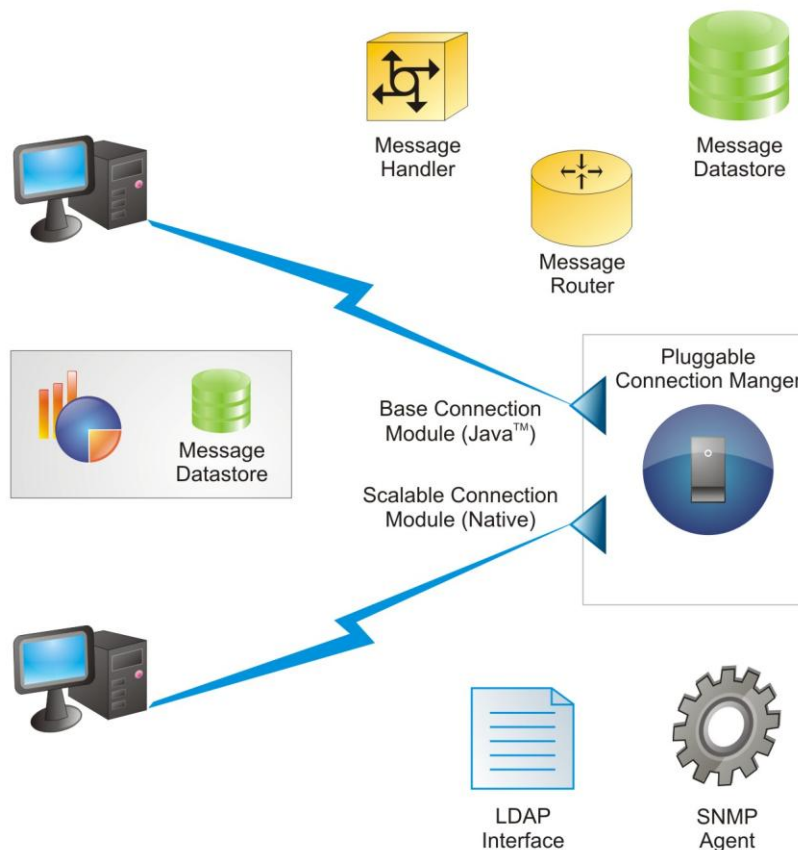 Message
Handler
Message
Datastore
Message
Router
Pluggable
Connection Manger
Base Connection
Module (Java™)
Message
Datastore
Scalable Connection
Module (Native)
LDAP
Interface
SNMP
Agent